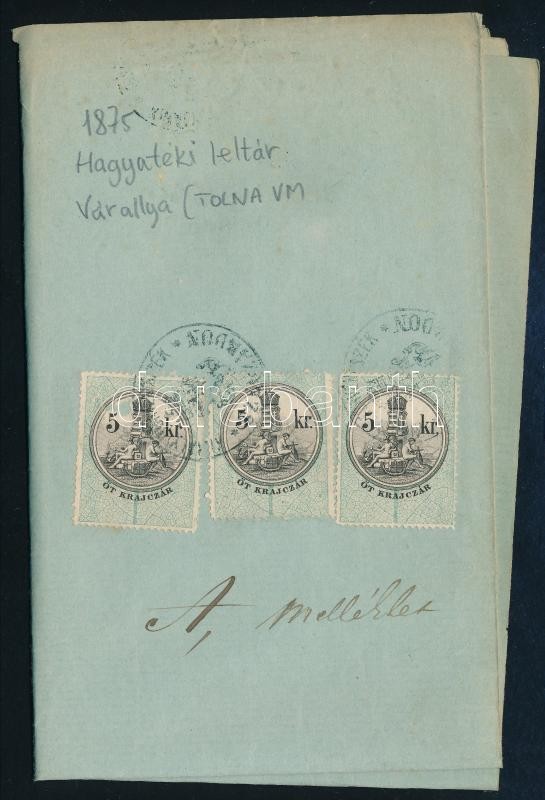 1875
Hagyatéki leltár
Várallya (TOLNA VM
5 kr.
ÖT KRAJCZÁR
5 kr.
ÖT KRAJCZÁR
5 kr.
ÖT KRAJCZÁR
darabanth
A, melléklet